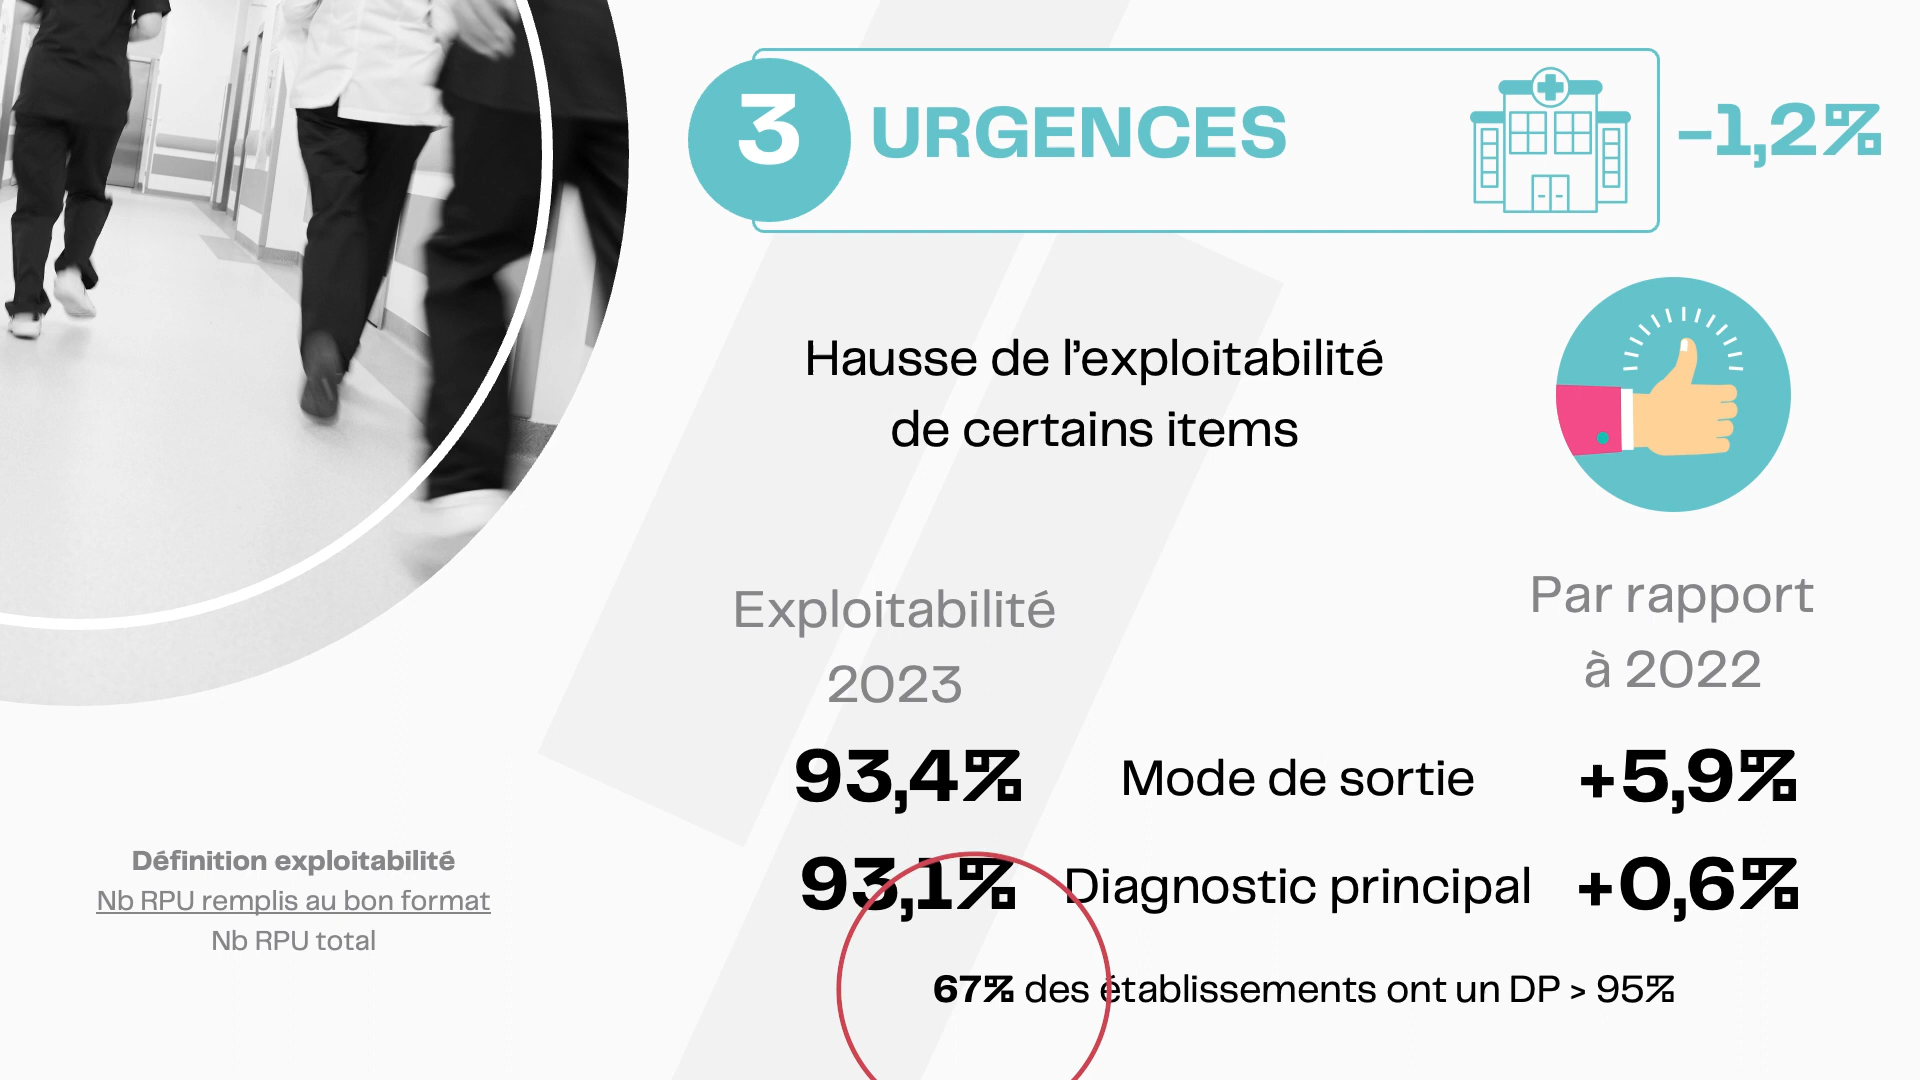 3 URGENCES -1,2%
Hausse de l’exploitabilité
de certains items
Exploitabilité
2023
Par rapport
à 2022
93,4% Mode de sortie +5,9%
93,1% Diagnostic principal +0,6%
67% des établissements ont un DP > 95%
Définition exploitabilité
Nb RPU remplis au bon format
Nb RPU total